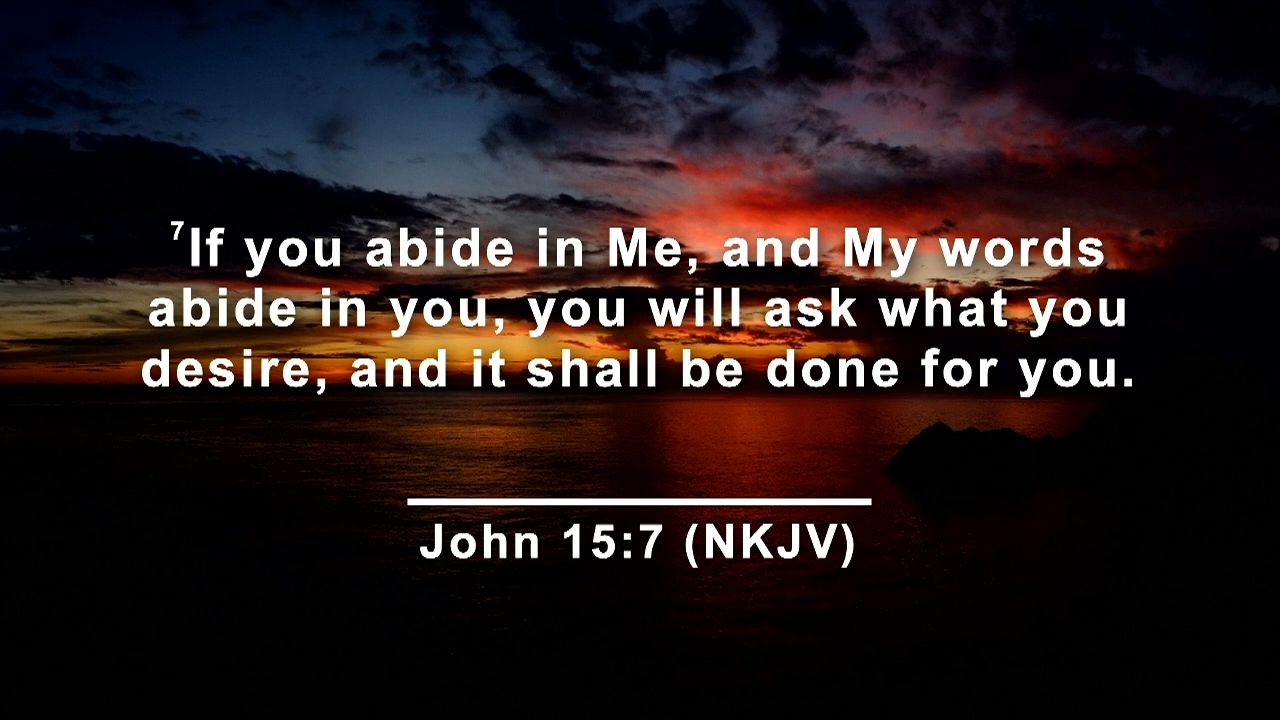 7If you abide in Me, and My words
abide in you, you will ask what you
desire, and it shall be done for you.
John 15:7 (NKJV)